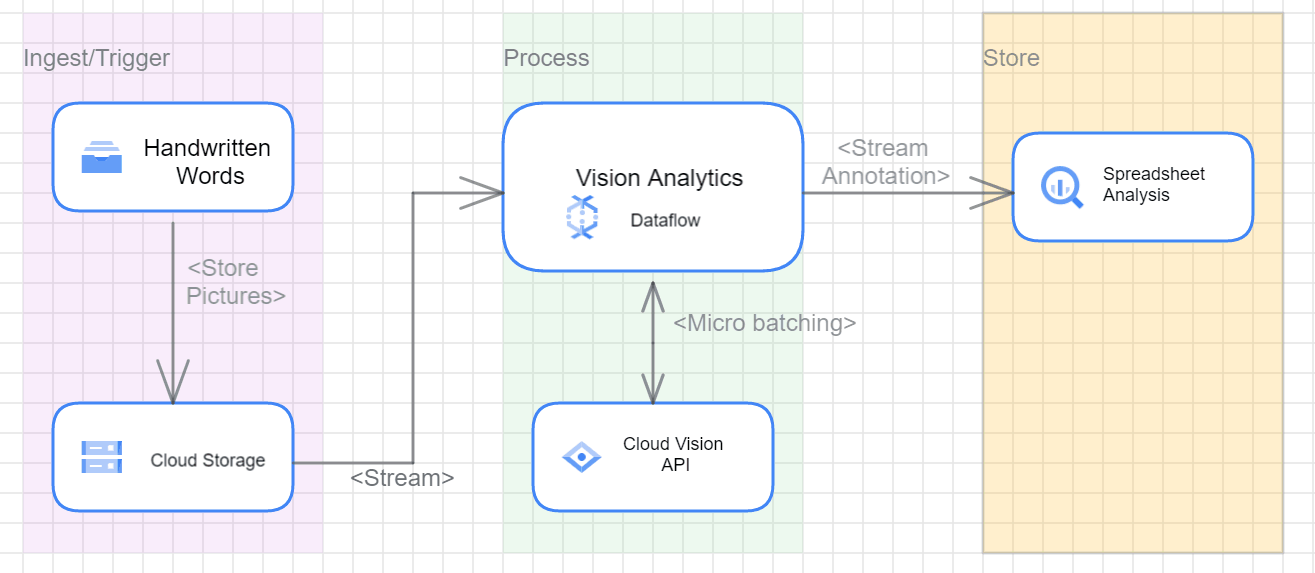 Ingest/Trigger
Handwritten
Words
<Store
Pictures>
Cloud Storage
<Stream>
Process
Vision Analytics
Dataflow
<Micro batching>
Cloud Vision
API
<Stream
Annotation>
Store
Spreadsheet
Analysis